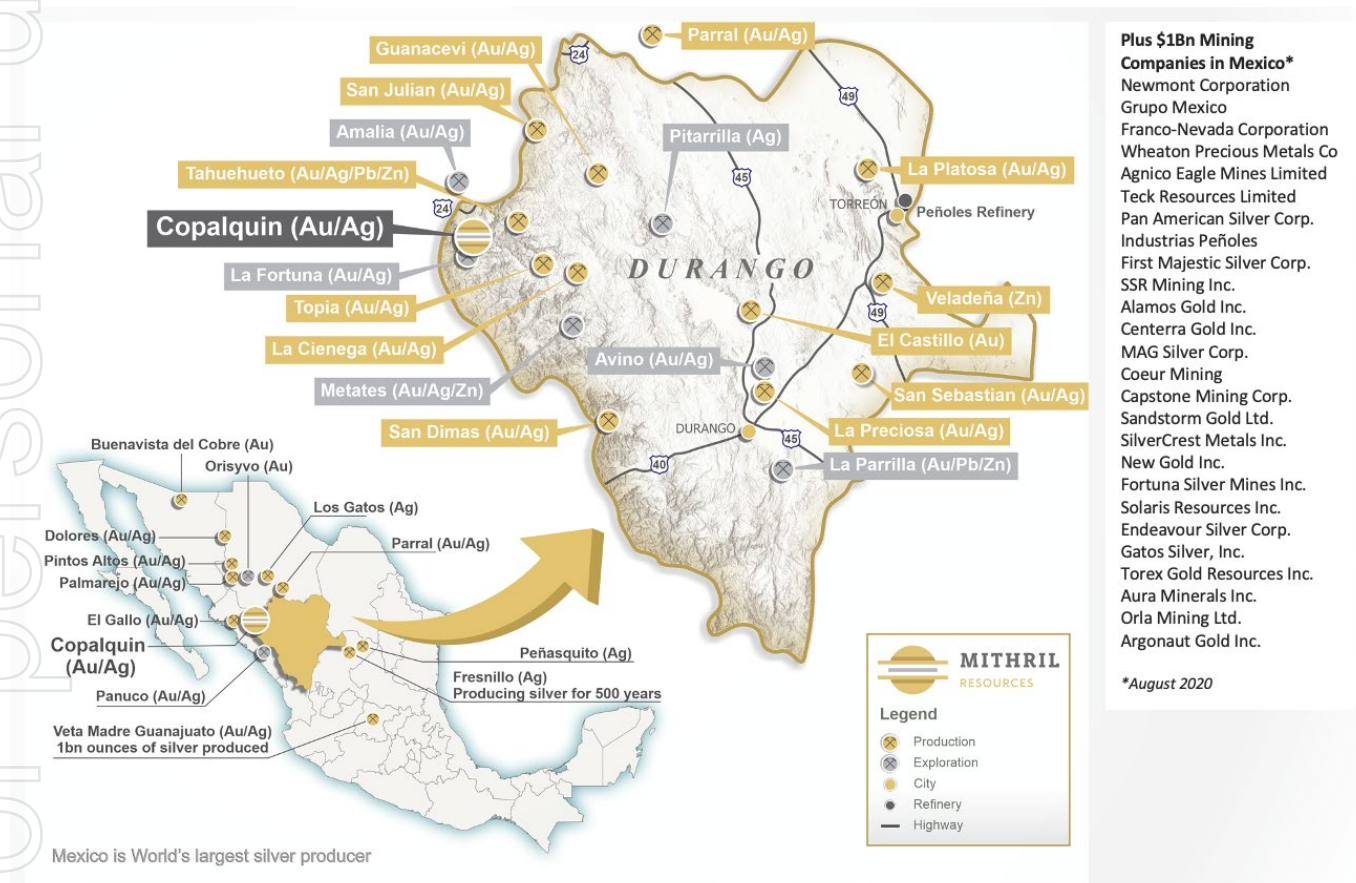 Parral (Au/Ag)
Guanacevi (Au/Ag)
24
San Julian (Au/Ag)
49
Amalia (Au/Ag)
Pitarrilla (Ag)
Tahuehueto (Au/Ag/Pb/Zn)
La Platosa (Au/Ag)
45
24
TORREÓN
Peñoles Refinery
Copalquin (Au/Ag)
La Fortuna (Au/Ag)
DURANGO
Topia (Au/Ag)
Veladeña (Zn)
49
La Cienega (Au/Ag)
El Castillo (Au)
Avino (Au/Ag)
Metates (Au/Ag/Zn)
San Sebastian (Au/Ag)
San Dimas (Au/Ag)
DURANGO
La Preciosa (Au/Ag)
45
40
La Parrilla (Au/Pb/Zn)
Buenavista del Cobre (Au)
Orisyvo (Au)
Los Gatos (Ag)
Dolores (Au/Ag)
Parral (Au/Ag)
Pintos Altos (Au/Ag)
Palmarejo (Au/Ag)
El Gallo (Au/Ag)
Copalquin
(Au/Ag)
Peñasquito (Ag)
Fresnillo (Ag)
Producing silver for 500 years
Panuco (Au/Ag)
Veta Madre Guanajuato (Au/Ag)
1bn ounces of silver produced
Mexico is World's largest silver producer
MITHRIL
RESOURCES
Legend
Production
Exploration
City
Refinery
Highway
Plus $1Bn Mining
Companies in Mexico*
Newmont Corporation
Grupo Mexico
Franco-Nevada Corporation
Wheaton Precious Metals Co
Agnico Eagle Mines Limited
Teck Resources Limited
Pan American Silver Corp.
Industrias Peñoles
First Majestic Silver Corp.
SSR Mining Inc.
Alamos Gold Inc.
Centerra Gold Inc.
MAG Silver Corp.
Coeur Mining
Capstone Mining Corp.
Sandstorm Gold Ltd.
SilverCrest Metals Inc.
New Gold Inc.
Fortuna Silver Mines Inc.
Solaris Resources Inc.
Endeavour Silver Corp.
Gatos Silver, Inc.
Torex Gold Resources Inc.
Aura Minerals Inc.
Orla Mining Ltd.
Argonaut Gold Inc.
*August 2020
or personal u